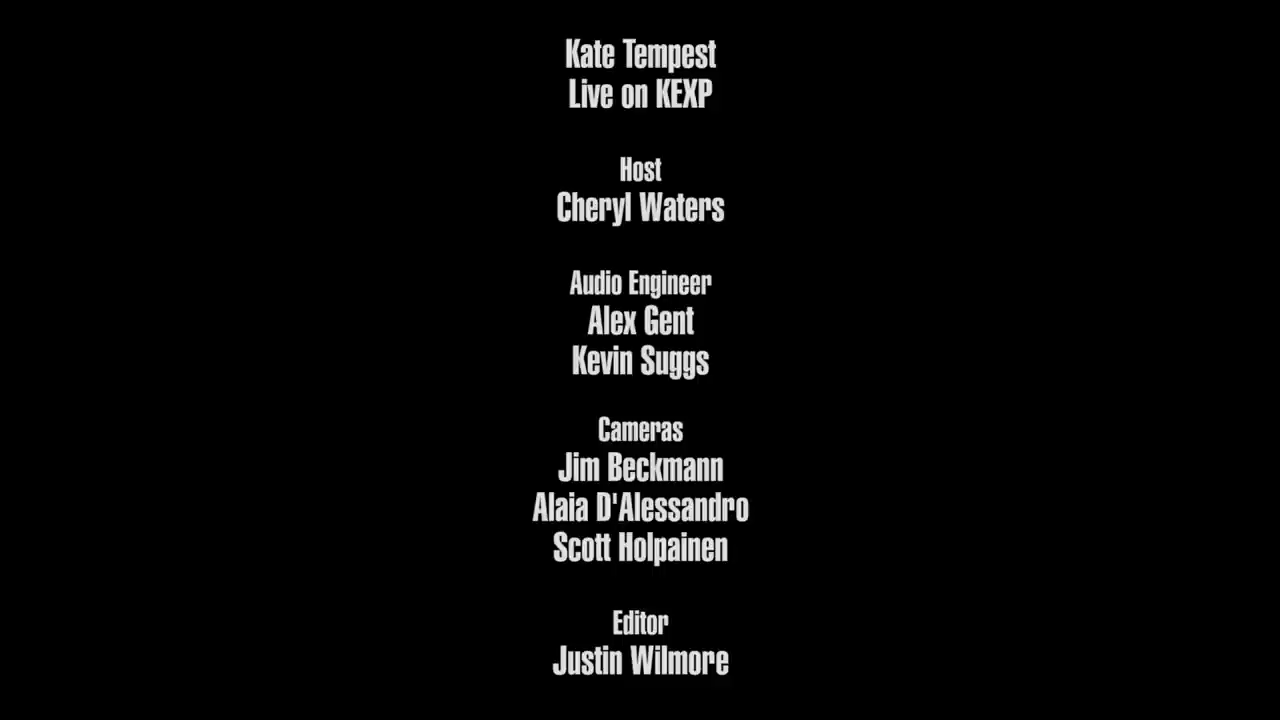 Kate Tempest
Live on KEXP
Host
Cheryl Waters
Audio Engineer
Alex Gent
Kevin Suggs
Cameras
Jim Beckmann
Alaia D'Alessandro
Scott Holpainen
Editor
Justin Wilmore